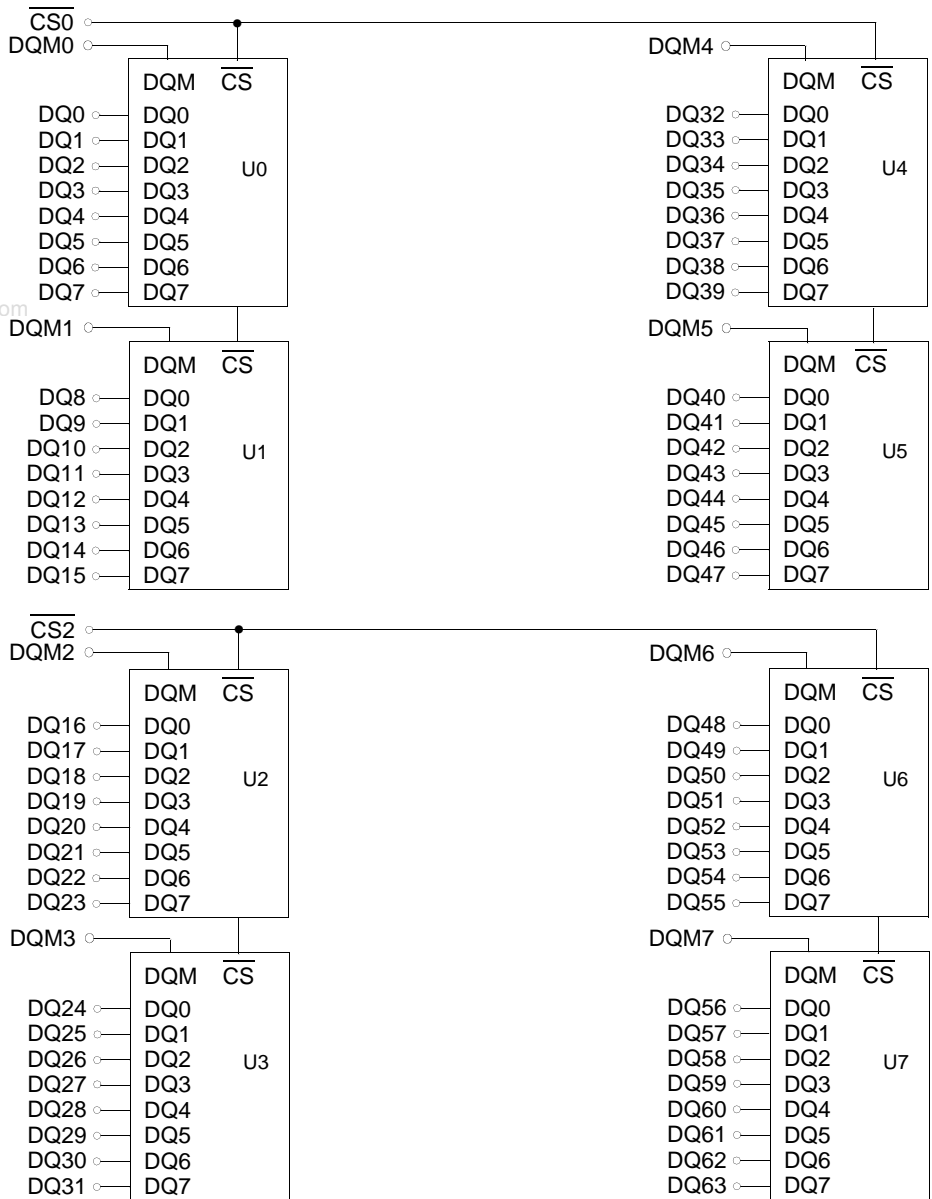 CS0
DQM0
DQM CS
DQ0 DQ0
DQ1 DQ1
DQ2 DQ2 U0
DQ3 DQ3
DQ4 DQ4
DQ5 DQ5
DQ6 DQ6
DQ7 DQ7
om
DQM1
DQM CS
DQ8 DQ0
DQ9 DQ1
DQ10 DQ2 U1
DQ11 DQ3
DQ12 DQ4
DQ13 DQ5
DQ14 DQ6
DQ15 DQ7
DQM4
DQM CS
DQ32 DQ0
DQ33 DQ1
DQ34 DQ2 U4
DQ35 DQ3
DQ36 DQ4
DQ37 DQ5
DQ38 DQ6
DQ39 DQ7
DQM5
DQM CS
DQ40 DQ0
DQ41 DQ1
DQ42 DQ2 U5
DQ43 DQ3
DQ44 DQ4
DQ45 DQ5
DQ46 DQ6
DQ47 DQ7
CS2
DQM2
DQM CS
DQ16 DQ0
DQ17 DQ1
DQ18 DQ2 U2
DQ19 DQ3
DQ20 DQ4
DQ21 DQ5
DQ22 DQ6
DQ23 DQ7
DQM3
DQM CS
DQ24 DQ0
DQ25 DQ1
DQ26 DQ2 U3
DQ27 DQ3
DQ28 DQ4
DQ29 DQ5
DQ30 DQ6
DQ31 DQ7
DQM6
DQM CS
DQ48 DQ0
DQ49 DQ1
DQ50 DQ2 U6
DQ51 DQ3
DQ52 DQ4
DQ53 DQ5
DQ54 DQ6
DQ55 DQ7
DQM7
DQM CS
DQ56 DQ0
DQ57 DQ1
DQ58 DQ2 U7
DQ59 DQ3
DQ60 DQ4
DQ61 DQ5
DQ62 DQ6
DQ63 DQ7